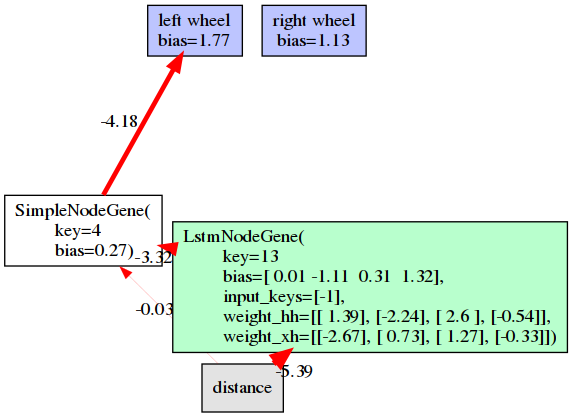 left wheel
bias=1.77
right wheel
bias=1.13
-4.18
SimpleNodeGene(
key=4
bias=0.27)
-3.32
LstmNodeGene(
key=13
bias=[ 0.01 -1.11  0.31  1.32],
input_keys=[-1],
weight_hh=[[ 1.39], [-2.24], [ 2.6 ], [-0.54]],
weight_xh=[[-2.67], [ 0.73], [ 1.27], [-0.33]])
-0.03
-5.39
distance